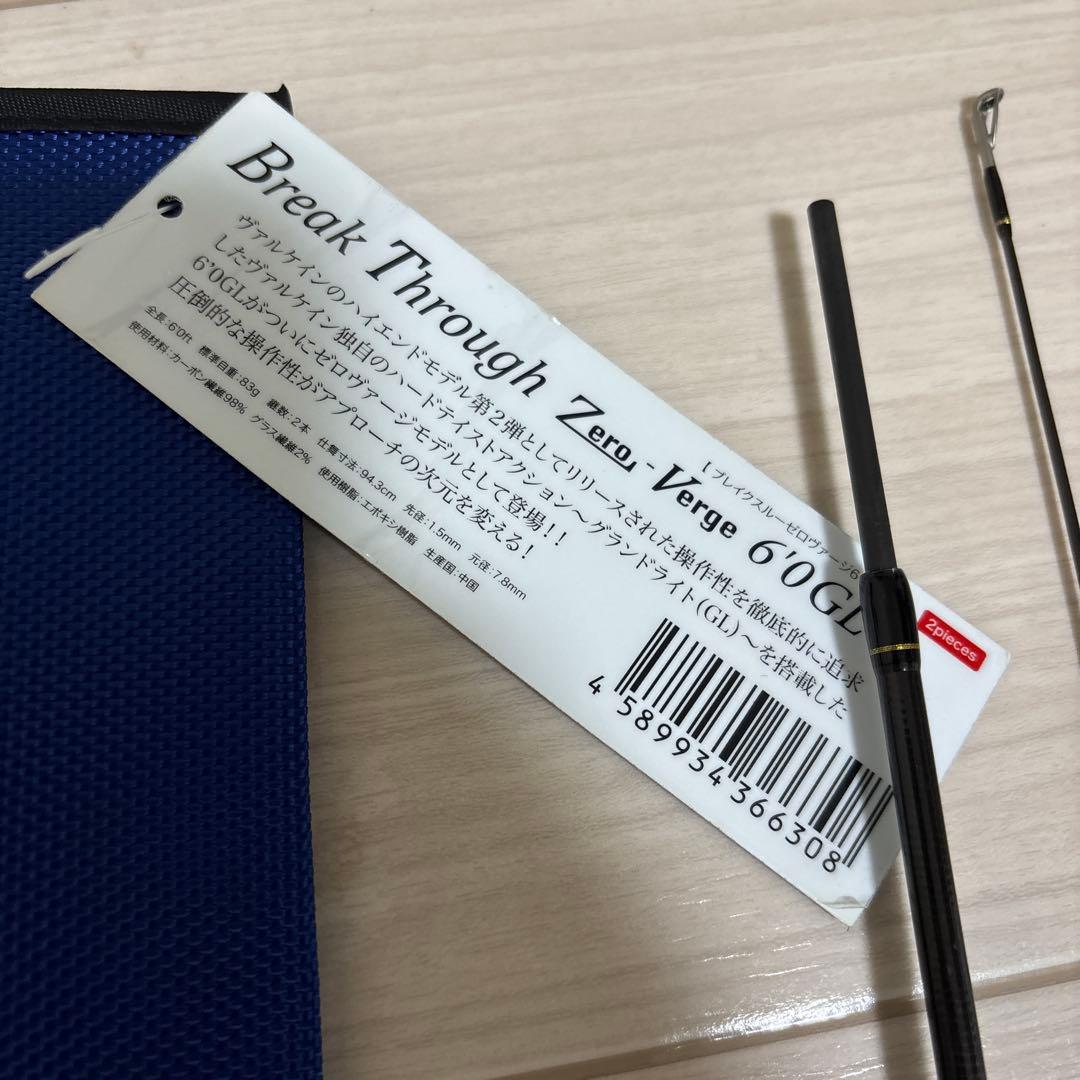 Break Through Zero-Verge 6'0GL
[ブレイクスルーゼロヴァージ6
ヴァルケインのハイエンドモデル第2弾としてリリースされた操作性を徹底的に追求
したヴァルケイン独自のハードテイストアクション〜グランドライト(GL)〜を搭載した
6'0GLがついにゼロヴァージモデルとして登場!!
圧倒的な操作性がアプローチの次元を変える!
全長:6'0ft 標準自重:83g 継数:2本 仕舞寸法:94.3cm 先径:1.5mm 元径:7.8mm
使用材料:カーボン繊維98% グラス繊維2% 使用樹脂:エポキシ樹脂 生産国:中国
2pieces
4 589934 366308